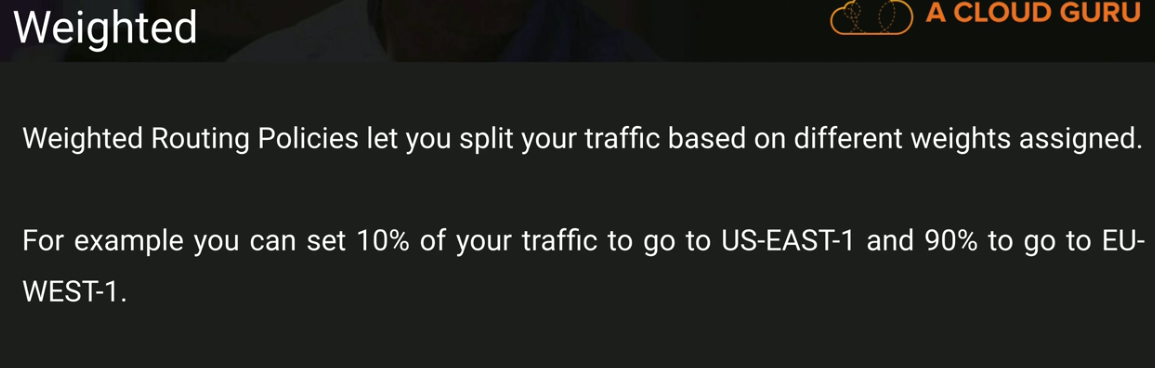 Weighted
A CLOUD GURU
Weighted Routing Policies let you split your traffic based on different weights assigned.
For example you can set 10% of your traffic to go to US-EAST-1 and 90% to go to EU-
WEST-1.